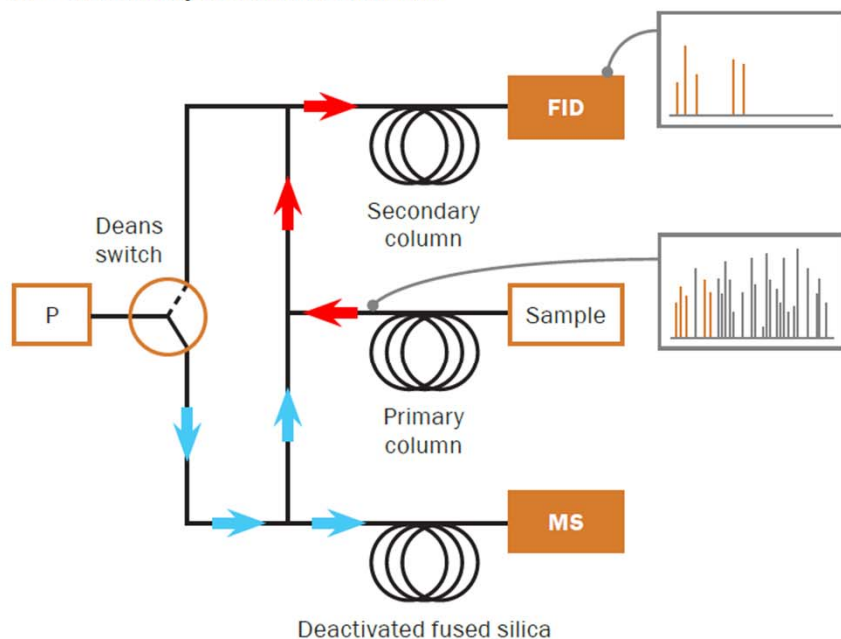 FID
Secondary
column
Deans
switch
P
Sample
Primary
column
MS
Deactivated fused silica